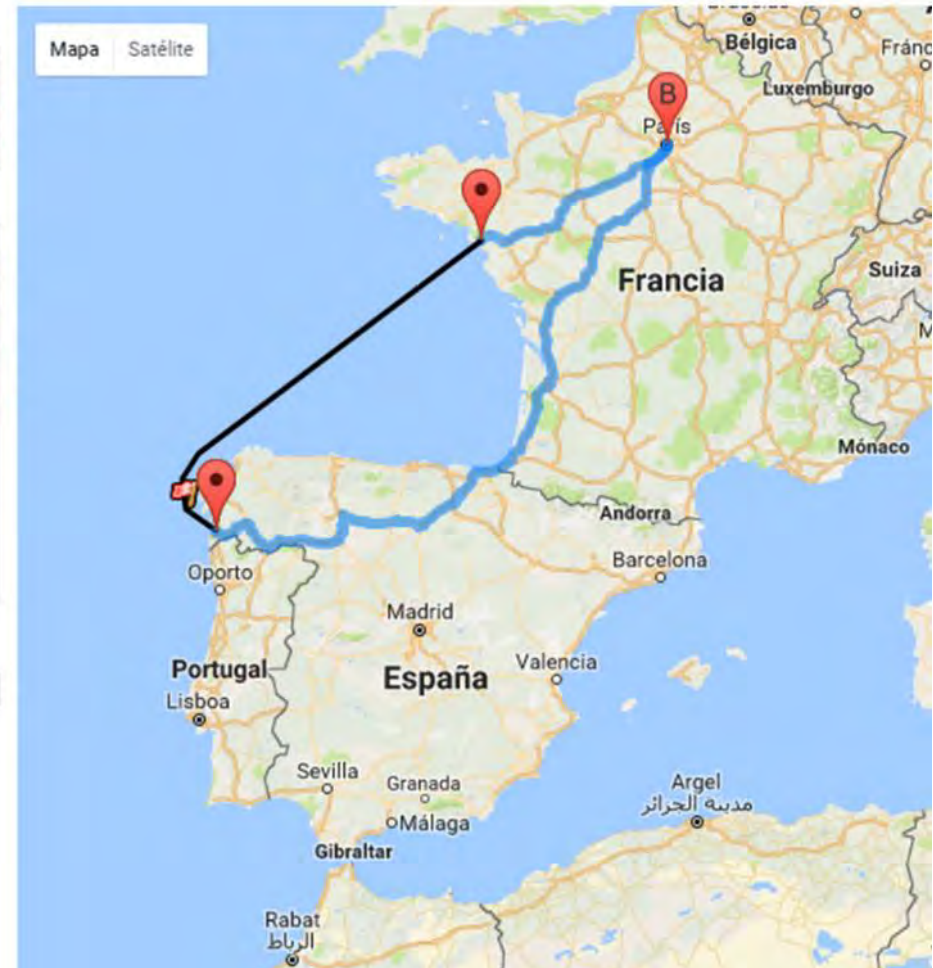 Mapa Satélite
Bélgica
Luxemburgo
B
París
Francia
Suiza
Mónaco
Andorra
Barcelona
Oporto
Madrid
Valencia
Portugal
España
Lisboa
Sevilla
Granada
Málaga
Argel
مدينة الجزائر
Gibraltar
Rabat
الرباط